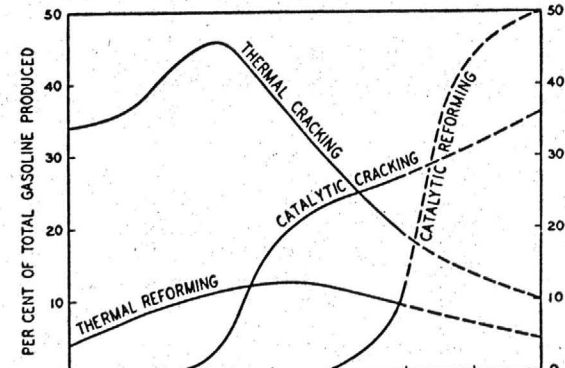 50
40
30
20
10
PER CENT OF TOTAL GASOLINE PRODUCED
THERMAL CRACKING
CATALYTIC CRACKING
CATALYTIC REFORMING
THERMAL REFORMING
50
40
30
20
10
0